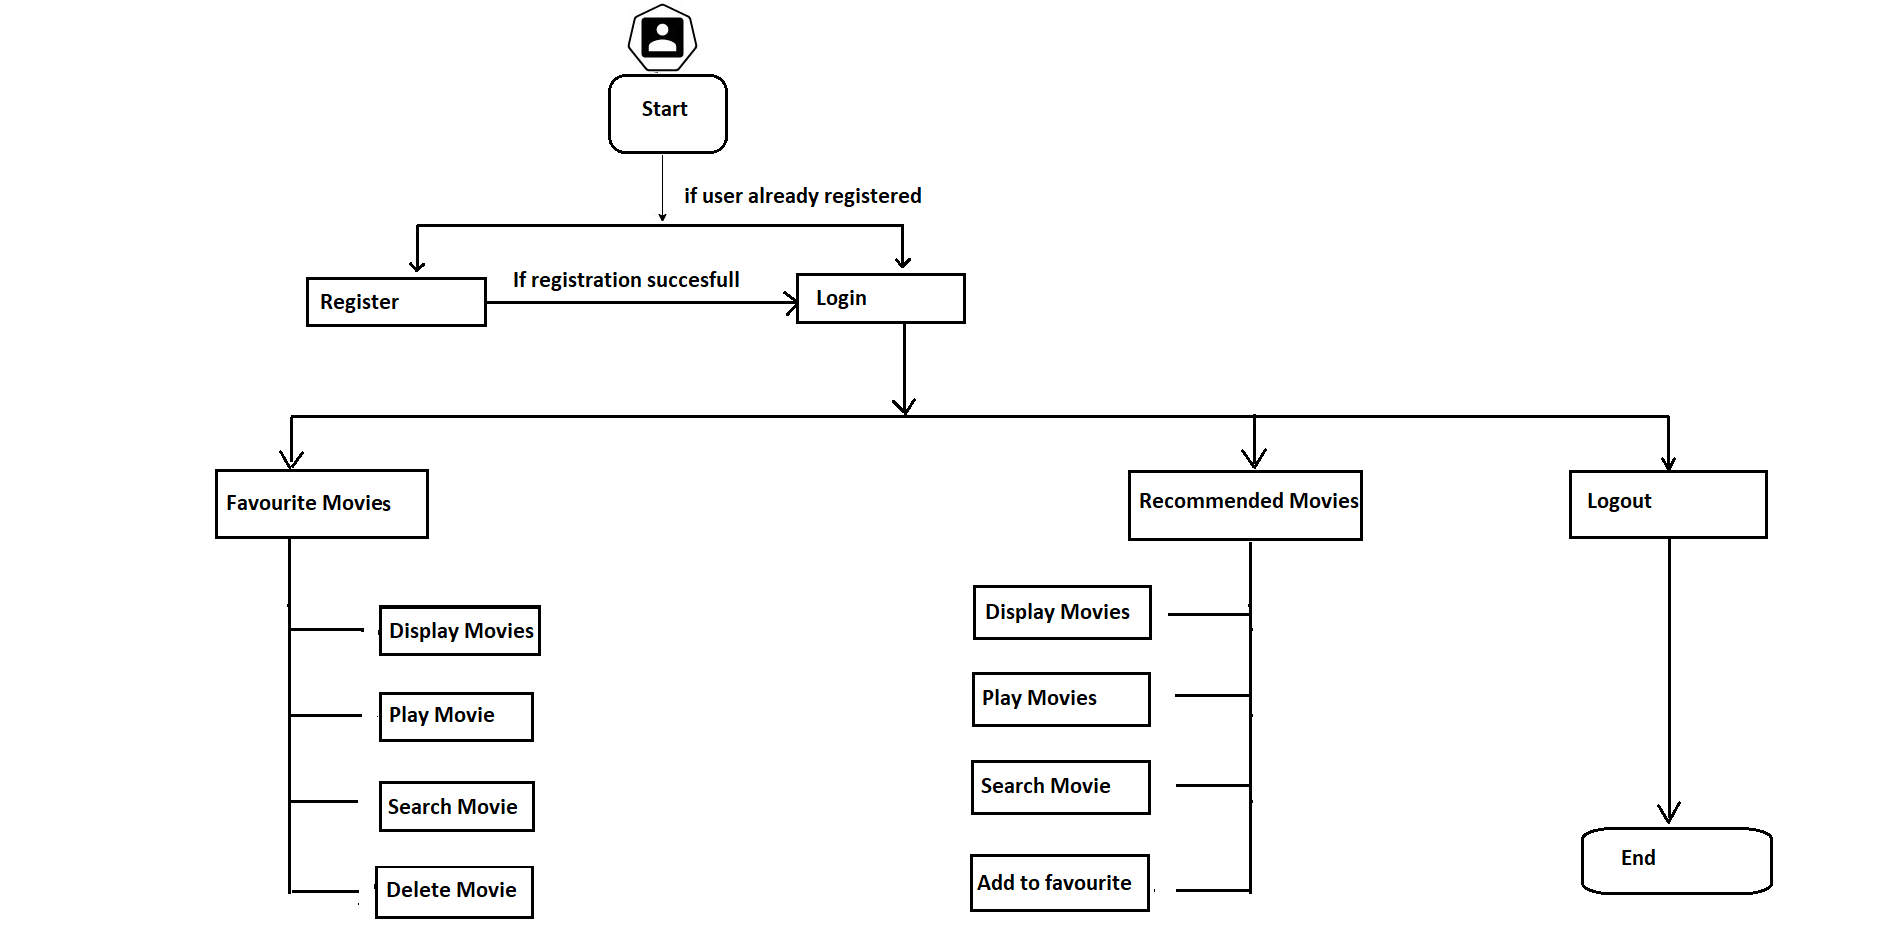 Start
if user already registered
If registration succesfull
Register
Login
Favourite Movies
Recommended Movies
Logout
Display Movies
Play Movie
Search Movie
Delete Movie
Display Movies
Play Movies
Search Movie
Add to favourite
End